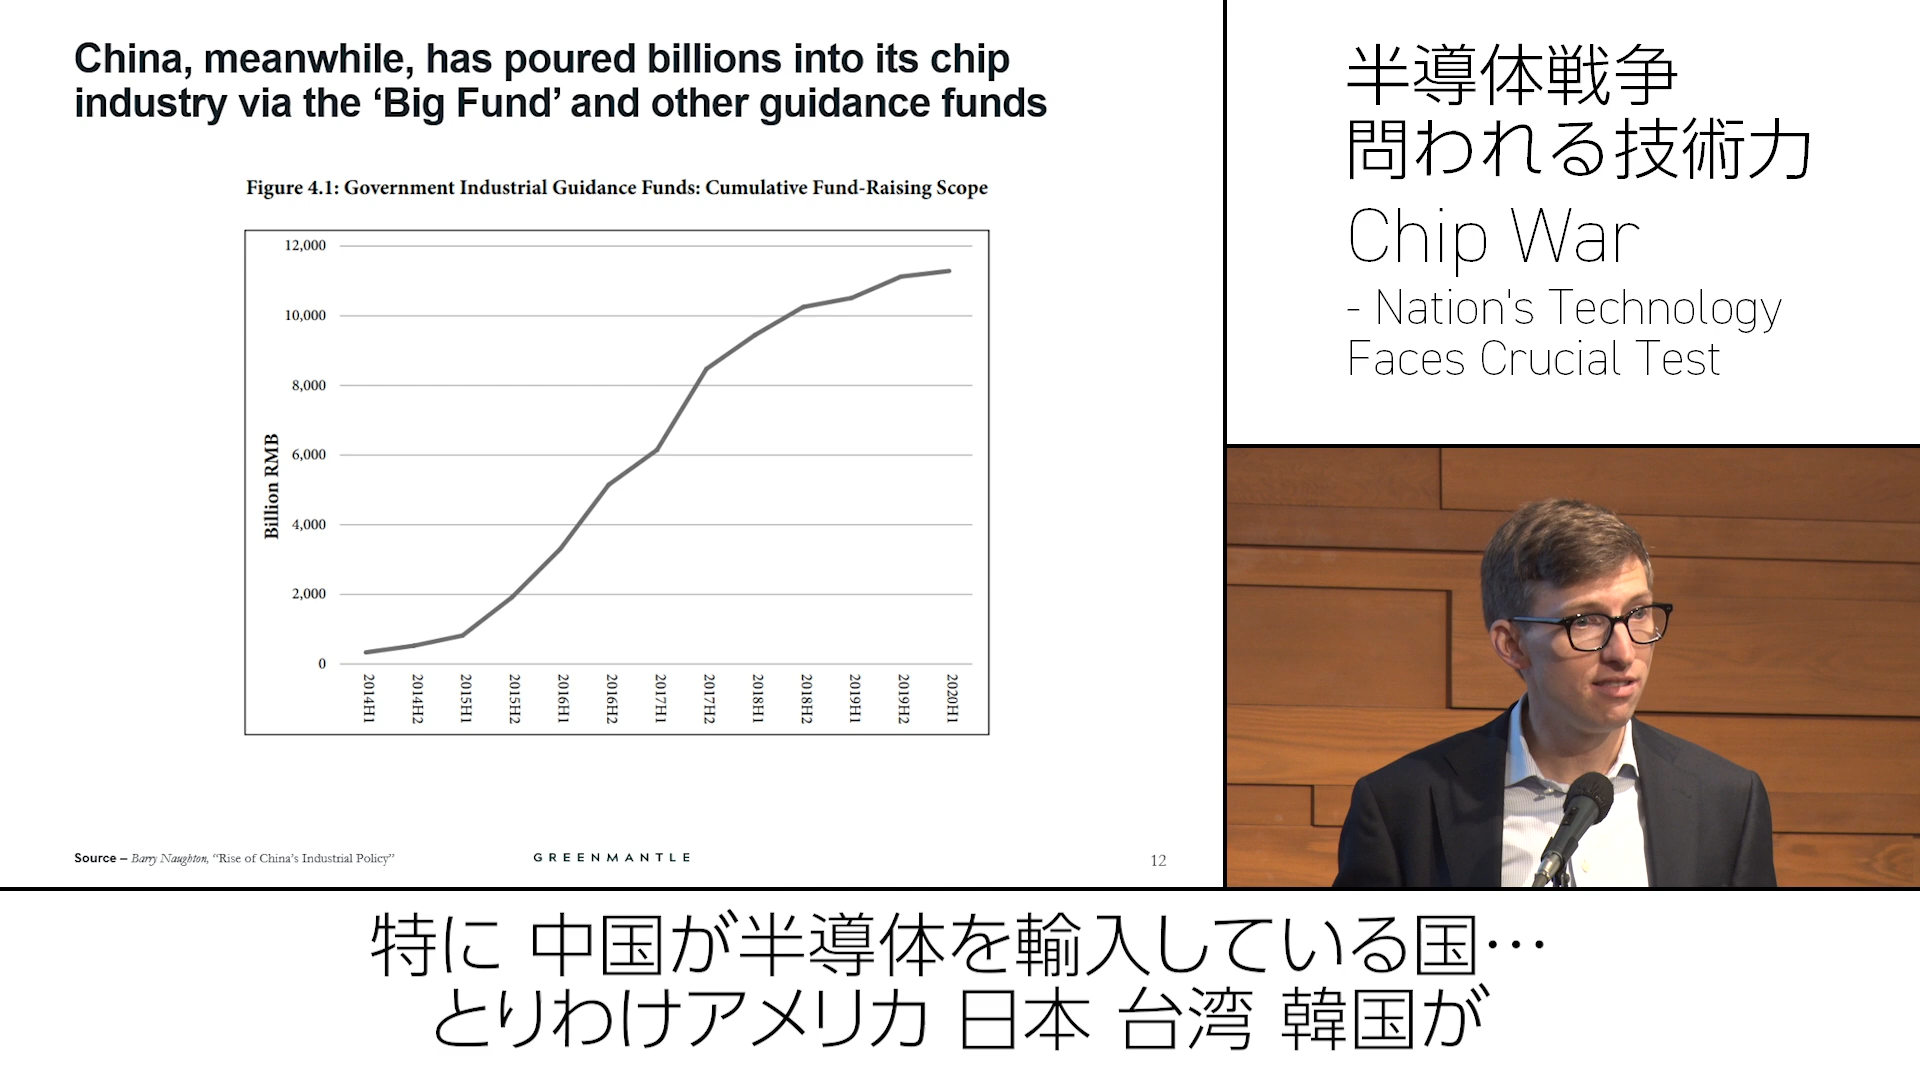 China, meanwhile, has poured billions into its chip
industry via the ‘Big Fund’ and other guidance funds
Figure 4.1: Government Industrial Guidance Funds: Cumulative Fund-Raising Scope
Billion RMB
12,000
10,000
8,000
6,000
4,000
2,000
0
2014H1
2014H2
2015H1
2015H2
2016H1
2016H2
2017H1
2017H2
2018H1
2018H2
2019H1
2019H2
2020H1
Source – Barry Naughton, “Rise of China’s Industrial Policy”
GREENMANTLE
12
半導体戦争
問われる技術力
Chip War
- Nation's Technology
Faces Crucial Test
特に 中国が半導体を輸入している国…
とりわけアメリカ 日本 台湾 韓国が